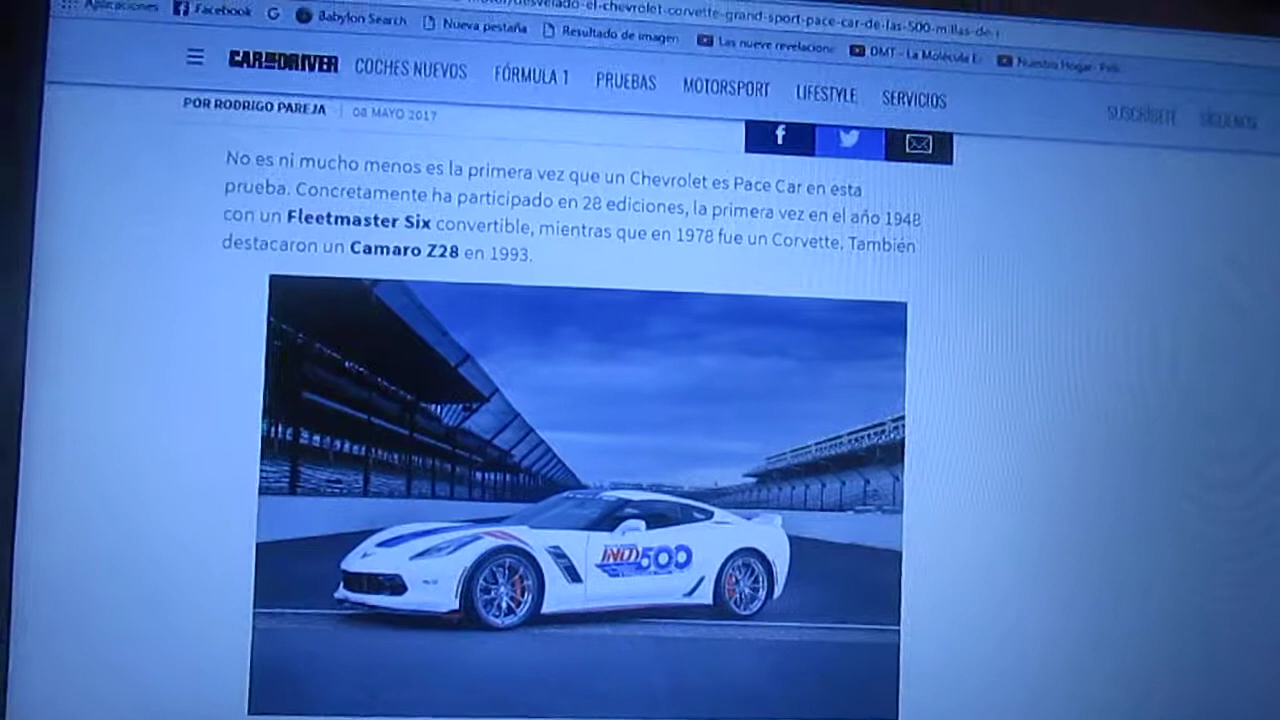 desvelado-el-chevrolet-corvette-grand-sport-pace-car-de-las-500-millas-de-i
Aplicaciones Facebook Babylon Search Nueva pestaña Resultado de imagen Las nueve revelacione DMT - La Molécula E Nuestro Hogar
CAR AND DRIVER COCHES NUEVOS FÓRMULA 1 PRUEBAS MOTORSPORT LIFESTYLE SERVICIOS SUSCRÍBETE SÍGUENOS
POR RODRIGO PAREJA | 08 MAYO 2017
No es ni mucho menos es la primera vez que un Chevrolet es Pace Car en esta
prueba. Concretamente ha participado en 28 ediciones, la primera vez en el año 1948
con un Fleetmaster Six convertible, mientras que en 1978 fue un Corvette. También
destacaron un Camaro Z28 en 1993.
INDY 500